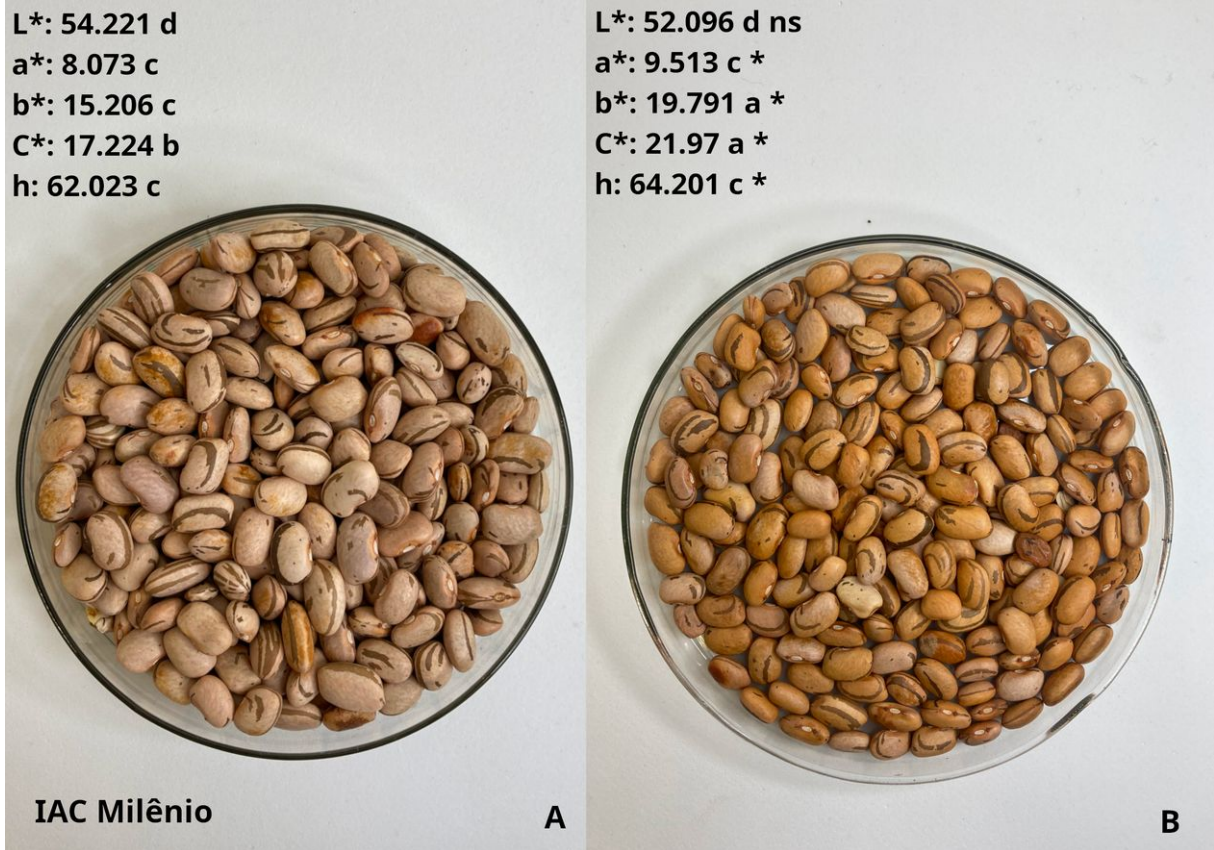 L*: 54.221 d
a*: 8.073 c
b*: 15.206 c
C*: 17.224 b
h: 62.023 c
IAC Milênio
A
L*: 52.096 d ns
a*: 9.513 c *
b*: 19.791 a *
C*: 21.97 a *
h: 64.201 c *
B